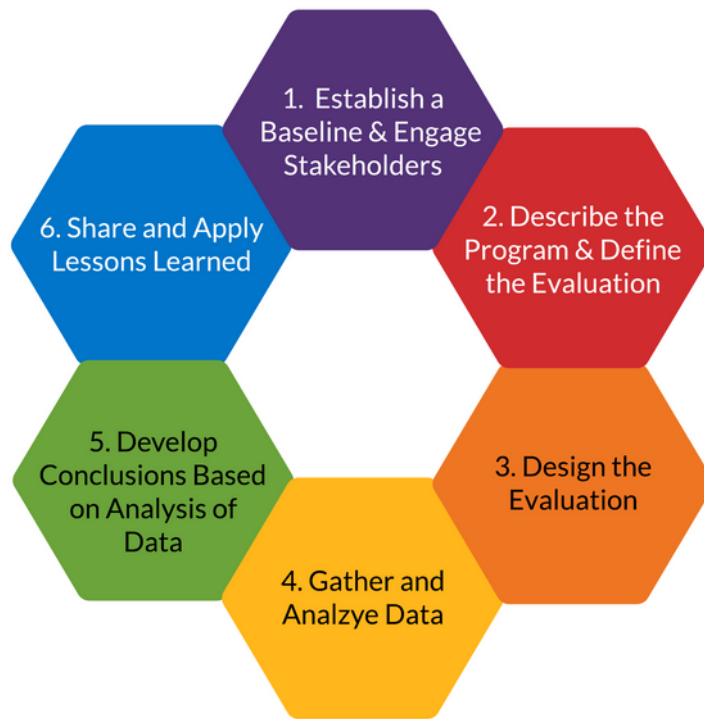 1. Establish a
Baseline & Engage
Stakeholders
2. Describe the
Program & Define
the Evaluation
3. Design the
Evaluation
4. Gather and
Analzye Data
5. Develop
Conclusions Based
on Analysis of
Data
6. Share and Apply
Lessons Learned